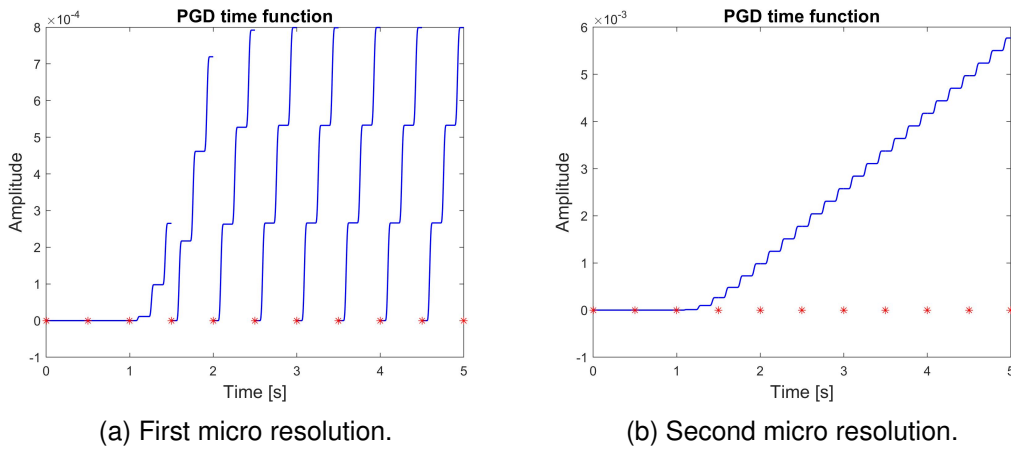 PGD time function
×10⁻⁴
8
7
6
5
4
3
2
1
0
-1
Amplitude
0 1 2 3 4 5
Time [s]
(a) First micro resolution.
PGD time function
×10⁻³
6
5
4
3
2
1
0
-1
Amplitude
0 1 2 3 4 5
Time [s]
(b) Second micro resolution.